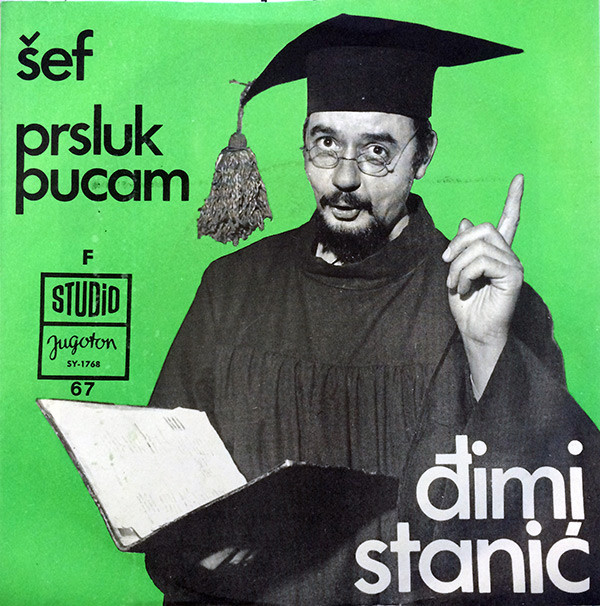 šef
prsluk
pucam
F
STUDIO
Jugoton
SY-1768
67
đimi
stanić